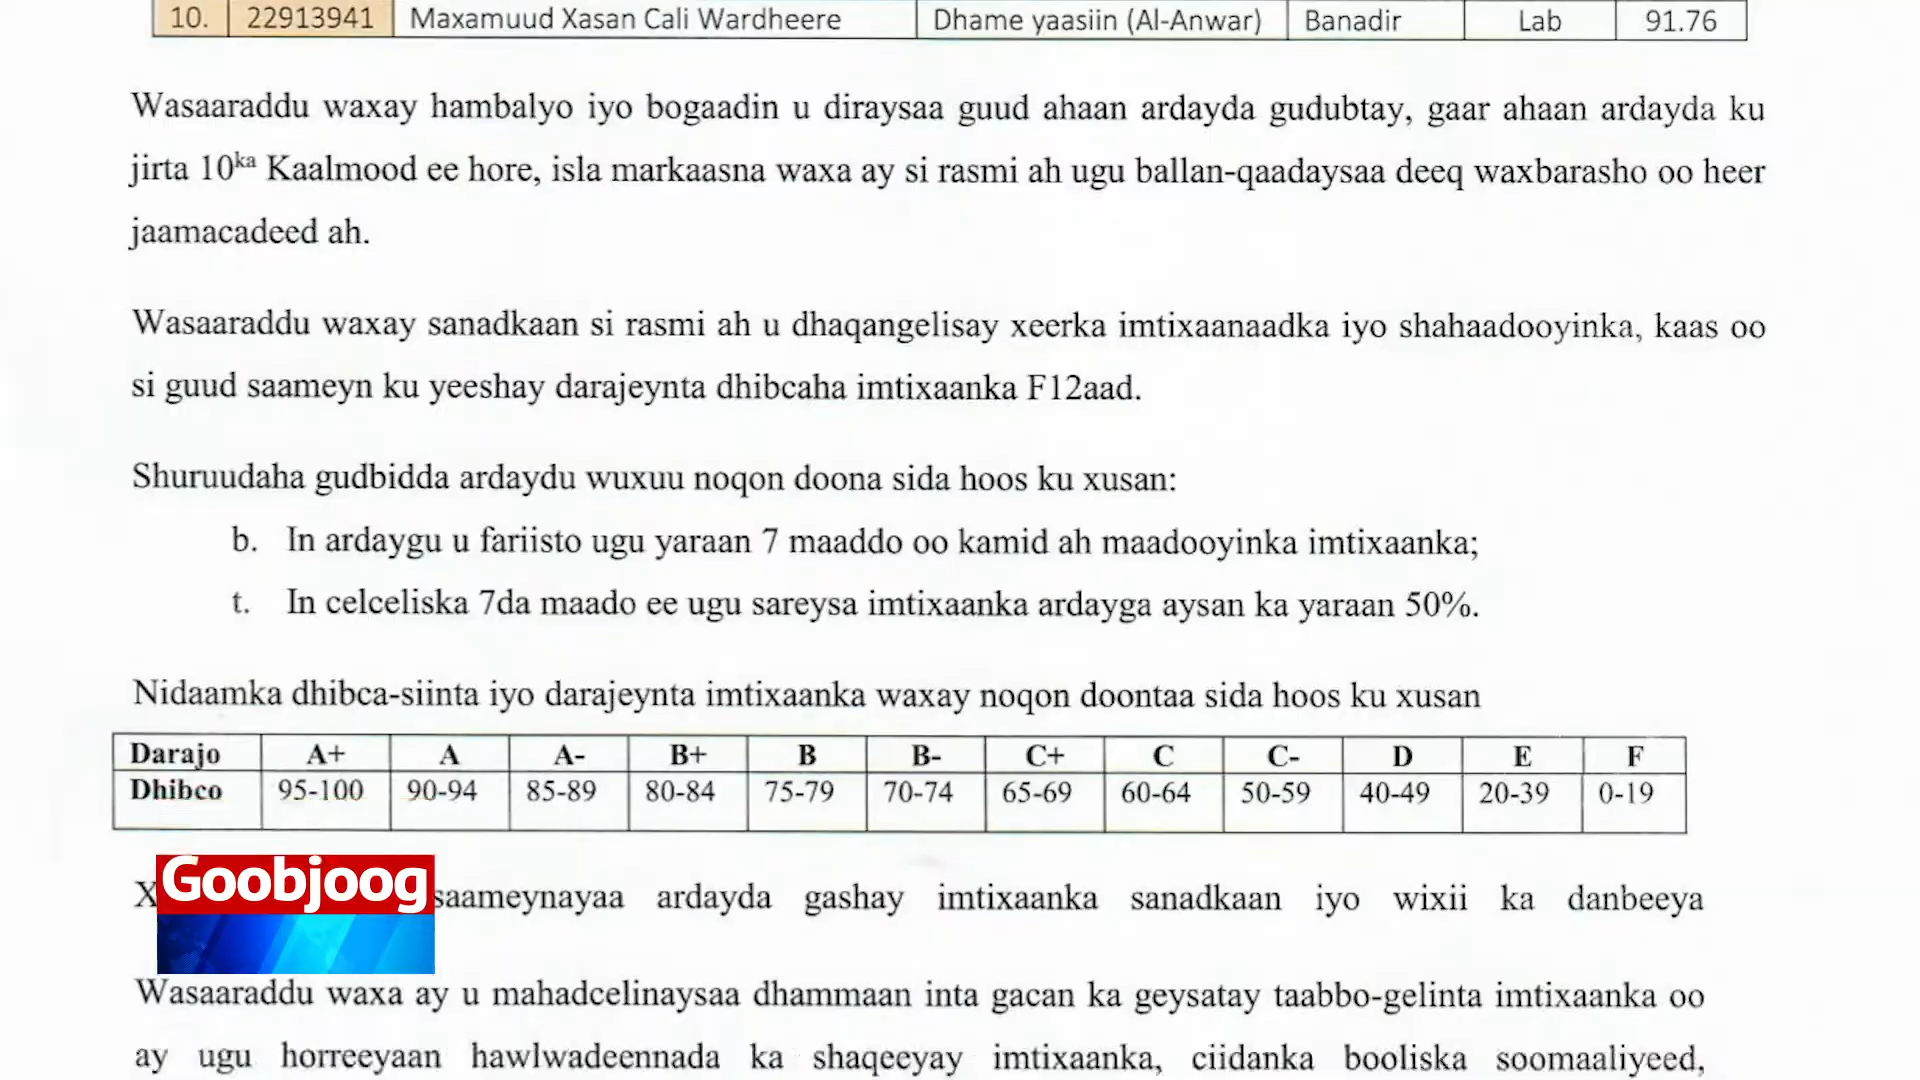 10. 22913941 Maxamuud Xasan Cali Wardheere Dhame yaasiin (Al-Anwar) Banadir Lab 91.76
Wasaaraddu waxay hambalyo iyo bogaadin u diraysaa guud ahaan ardayda gudubtay, gaar ahaan ardayda ku
jirta 10ka Kaalmood ee hore, isla markaasna waxa ay si rasmi ah ugu ballan-qaadaysaa deeq waxbarasho oo heer
jaamacadeed ah.
Wasaaraddu waxay sanadkaan si rasmi ah u dhaqangelisay xeerka imtixaanaadka iyo shahaadooyinka, kaas oo
si guud saameyn ku yeeshay darajeynta dhibcaha imtixaanka F12aad.
Shuruudaha gudbidda ardaydu wuxuu noqon doona sida hoos ku xusan:
b. In ardaygu u fariisto ugu yaraan 7 maaddo oo kamid ah maadooyinka imtixaanka;
t. In celceliska 7da maado ee ugu sareysa imtixaanka ardayga aysan ka yaraan 50%.
Nidaamka dhibca-siinta iyo darajeynta imtixaanka waxay noqon doontaa sida hoos ku xusan
Darajo A+ A A- B+ B B- C+ C C- D E F
Dhibco 95-100 90-94 85-89 80-84 75-79 70-74 65-69 60-64 50-59 40-49 20-39 0-19
Goobjoog
saameynayaa ardayda gashay imtixaanka sanadkaan iyo wixii ka danbeeya
Wasaaraddu waxa ay u mahadcelinaysaa dhammaan inta gacan ka geysatay taabbo-gelinta imtixaanka oo
ay ugu horreeyaan hawlwadeennada ka shaqeeyay imtixaanka, ciidanka booliska soomaaliyeed,